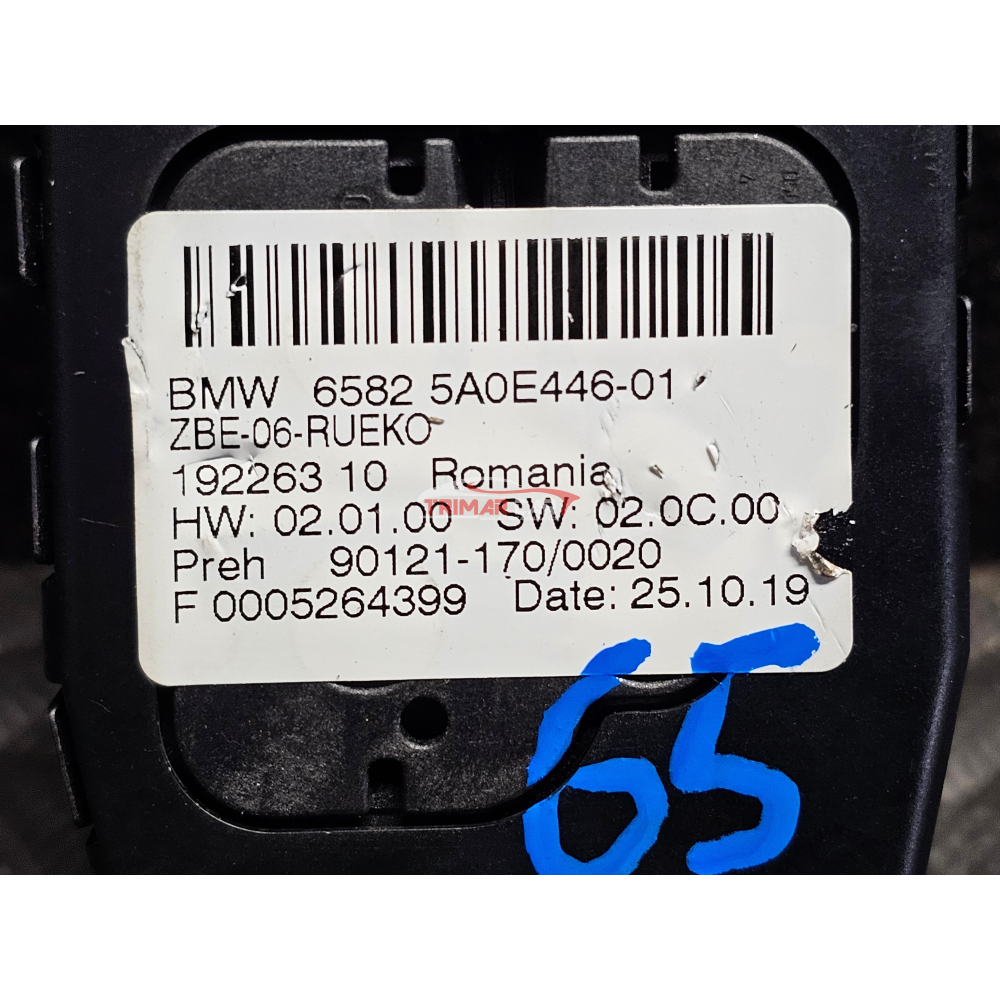 BMW 6582 5A0E446-01
ZBE-06-RUEKO
192263 10 Romania
TRIMAR
HW: 02.01.00 SW: 02.0C.00
Preh 90121-170/0020
F 0005264399 Date: 25.10.19
65